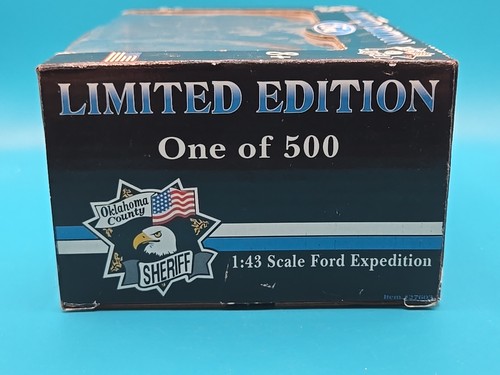 LIMITED EDITION
One of 500
Oklahoma
County
SHERIFF
1:43 Scale Ford Expedition